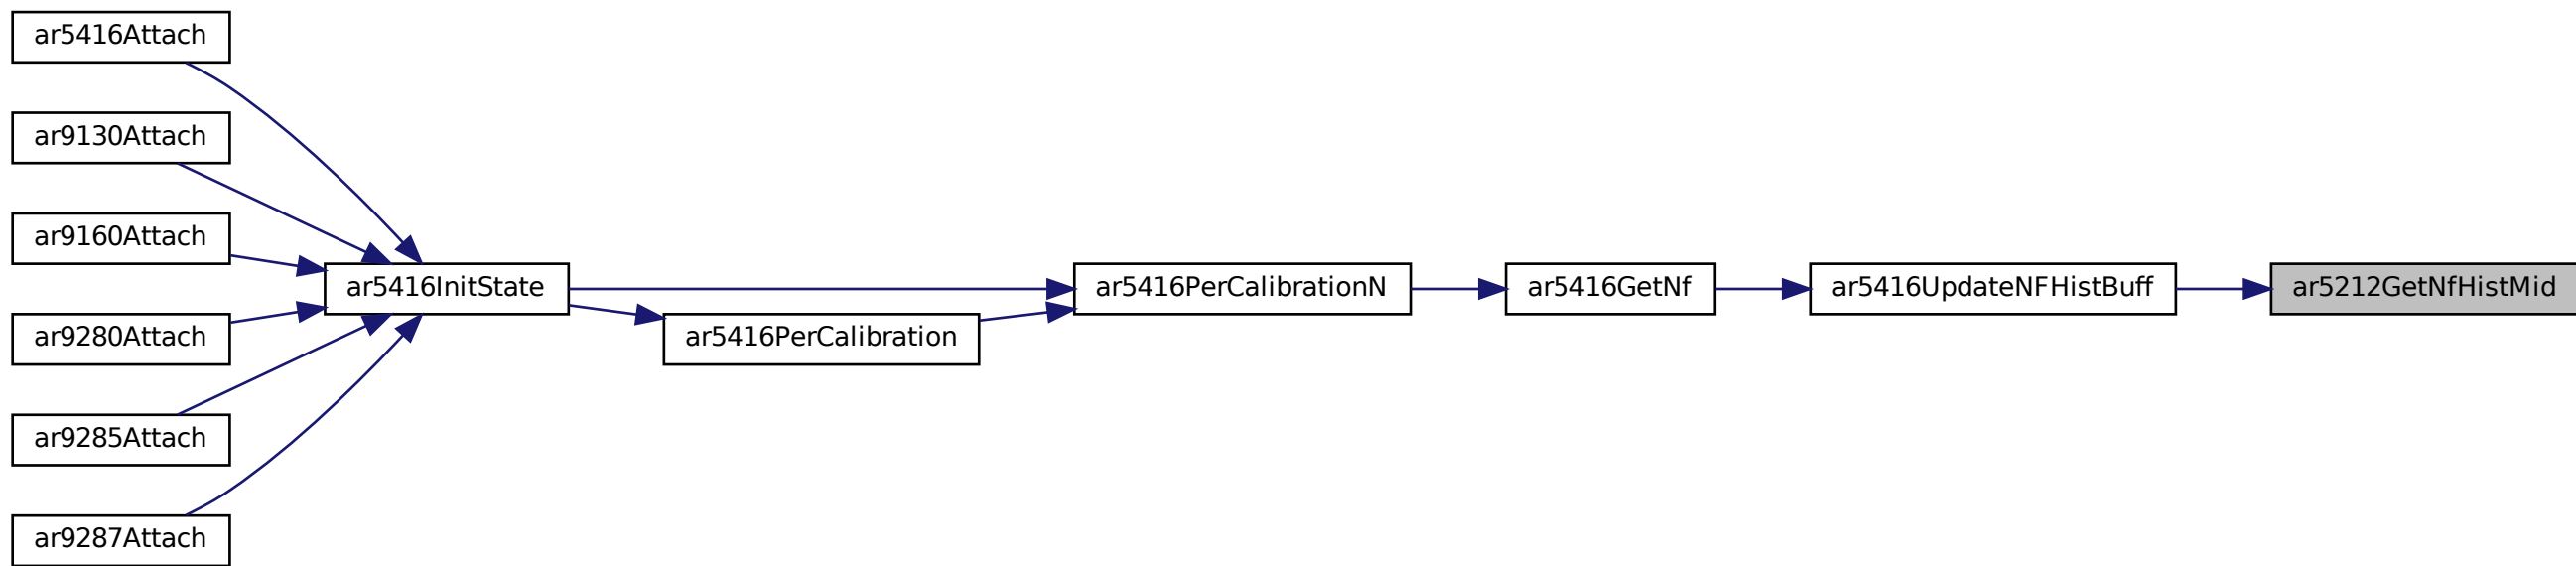 ar5416Attach
ar9130Attach
ar9160Attach
ar9280Attach
ar9285Attach
ar9287Attach
ar5416InitState
ar5416PerCalibration
ar5416PerCalibrationN
ar5416GetNf
ar5416UpdateNFHistBuff
ar5212GetNfHistMid